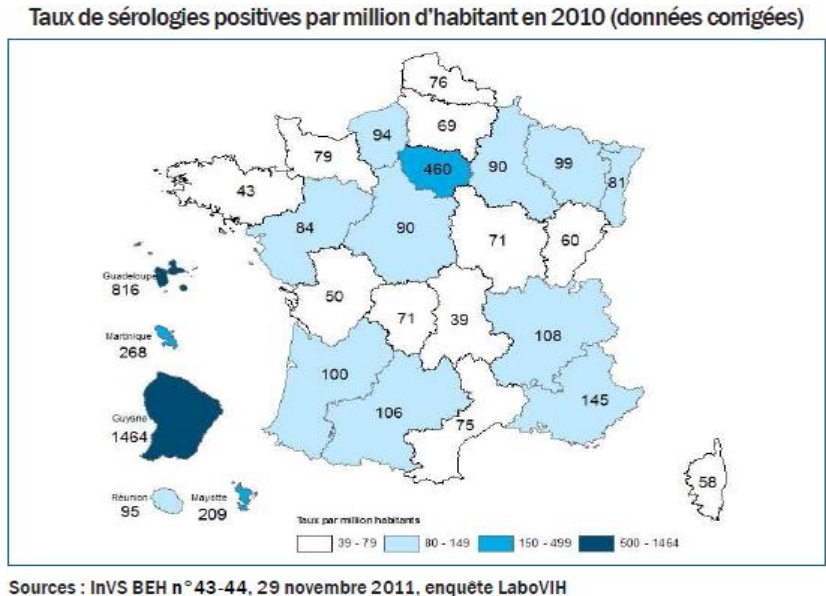 Taux de sérologies positives par million d'habitant en 2010 (données corrigées)
76
69
94
79
460
90
99
81
43
84
90
71
60
Guadeloupe
816
50
71
39
108
Martinique
268
100
106
75
145
Guyane
1464
58
Réunion
95
Mayotte
209
Taux par million habitants
39 - 79
80 - 149
150 - 499
500 - 1464
Sources : InVS BEH n°43-44, 29 novembre 2011, enquête LaboVIH